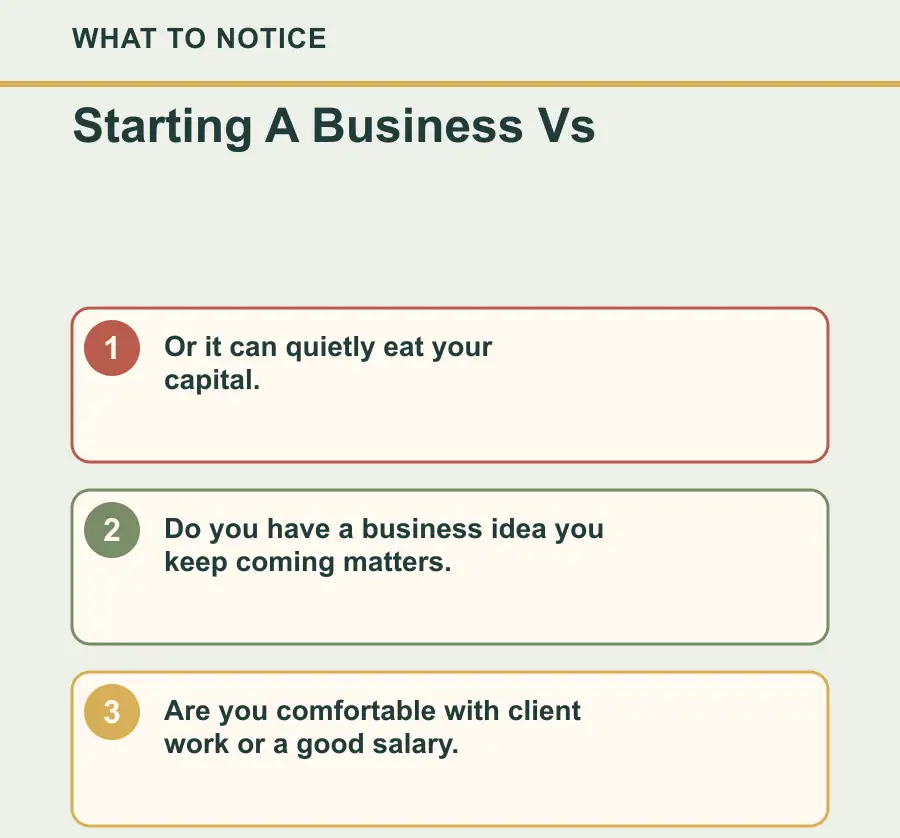 WHAT TO NOTICE
Starting A Business Vs
1
Or it can quietly eat your
capital.
2
Do you have a business idea you
keep coming matters.
3
Are you comfortable with client
work or a good salary.